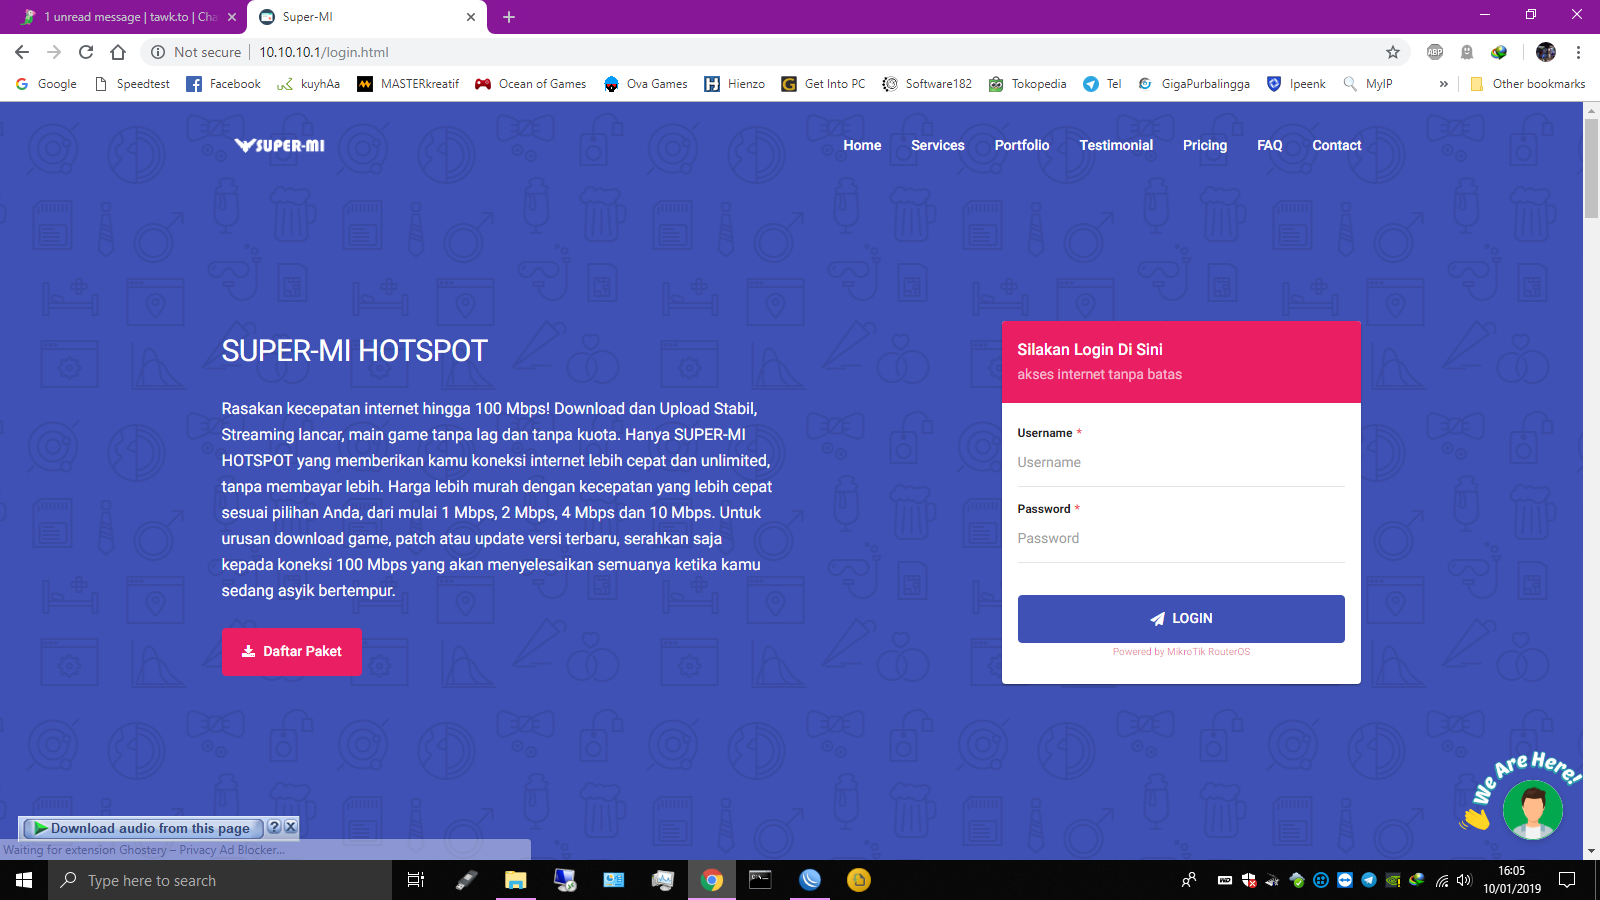 1 unread message | tawk.to | Cha
Super-MI
Not secure
10.10.10.1/login.html
ABP
Google
Speedtest
Facebook
kuyhAa
MASTERkreatif
Ocean of Games
Ova Games
Hienzo
Get Into PC
Software182
Tokopedia
Tel
GigaPurbalingga
Ipeenk
MyIP
»
Other bookmarks
SUPER-MI
Home
Services
Portfolio
Testimonial
Pricing
FAQ
Contact
SUPER-MI HOTSPOT
Rasakan kecepatan internet hingga 100 Mbps! Download dan Upload Stabil,
Streaming lancar, main game tanpa lag dan tanpa kuota. Hanya SUPER-MI
HOTSPOT yang memberikan kamu koneksi internet lebih cepat dan unlimited,
tanpa membayar lebih. Harga lebih murah dengan kecepatan yang lebih cepat
sesuai pilihan Anda, dari mulai 1 Mbps, 2 Mbps, 4 Mbps dan 10 Mbps. Untuk
urusan download game, patch atau update versi terbaru, serahkan saja
kepada koneksi 100 Mbps yang akan menyelesaikan semuanya ketika kamu
sedang asyik bertempur.
Daftar Paket
Silakan Login Di Sini
akses internet tanpa batas
Username *
Username
Password *
Password
LOGIN
Powered by MikroTik RouterOS
We Are Here!
Download audio from this page
Waiting for extension Ghostery – Privacy Ad Blocker...
Type here to search
16:05
10/01/2019